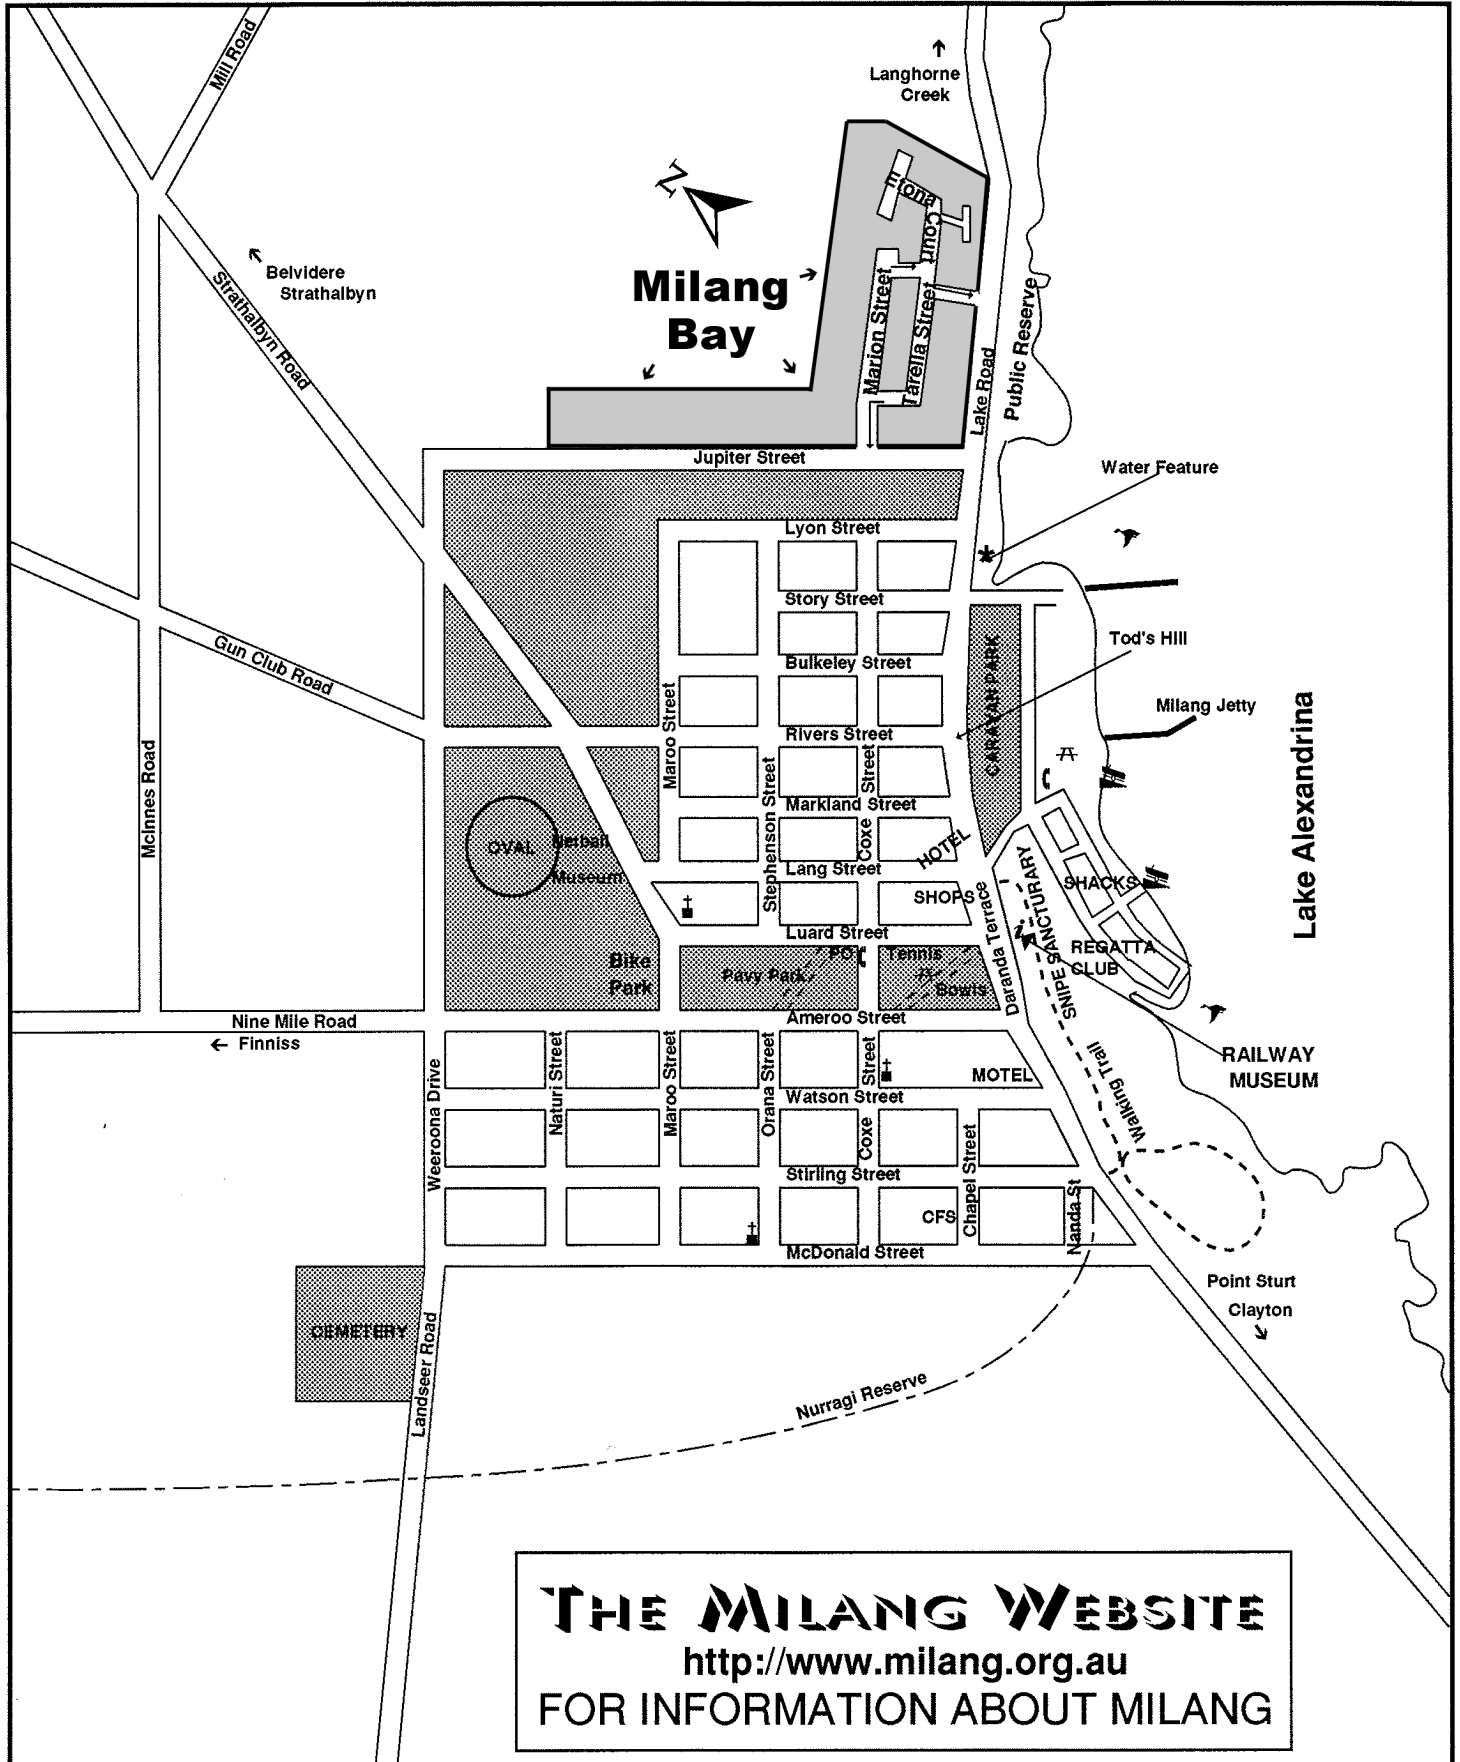 Mill Road
Langhorne
Creek
N
Etona Court
Belvidere
Strathalbyn
Milang
Bay
Strathalbyn Road
Marion Street
Tarella Street
Lake Road
Public Reserve
Jupiter Street
Water Feature
Lyon Street
Story Street
Tod's Hill
Gun Club Road
Bulkeley Street
CARAVAN PARK
Maroo Street
Milang Jetty
Rivers Street
Lake Alexandrina
McInnes Road
Stephenson Street
Coxe Street
Markland Street
OVAL
Netball
Museum
HOTEL
Lang Street
SHOPS
SHACKS
Daranda Terrace
SNIPE SANCTURARY
i
Luard Street
REGATTA
CLUB
Bike
Park
Pavy Park
PO
Tennis
Bowls
Nine Mile Road
Ameroo Street
Finniss
RAILWAY
MUSEUM
Weeroona Drive
Naturi Street
Maroo Street
Orana Street
Coxe Street
MOTEL
Watson Street
Walking Trail
Chapel Street
Stirling Street
Nanda St
CFS
McDonald Street
Point Sturt
Clayton
CEMETERY
Landseer Road
Nurragi Reserve
THE MILANG WEBSITE
http://www.milang.org.au
FOR INFORMATION ABOUT MILANG